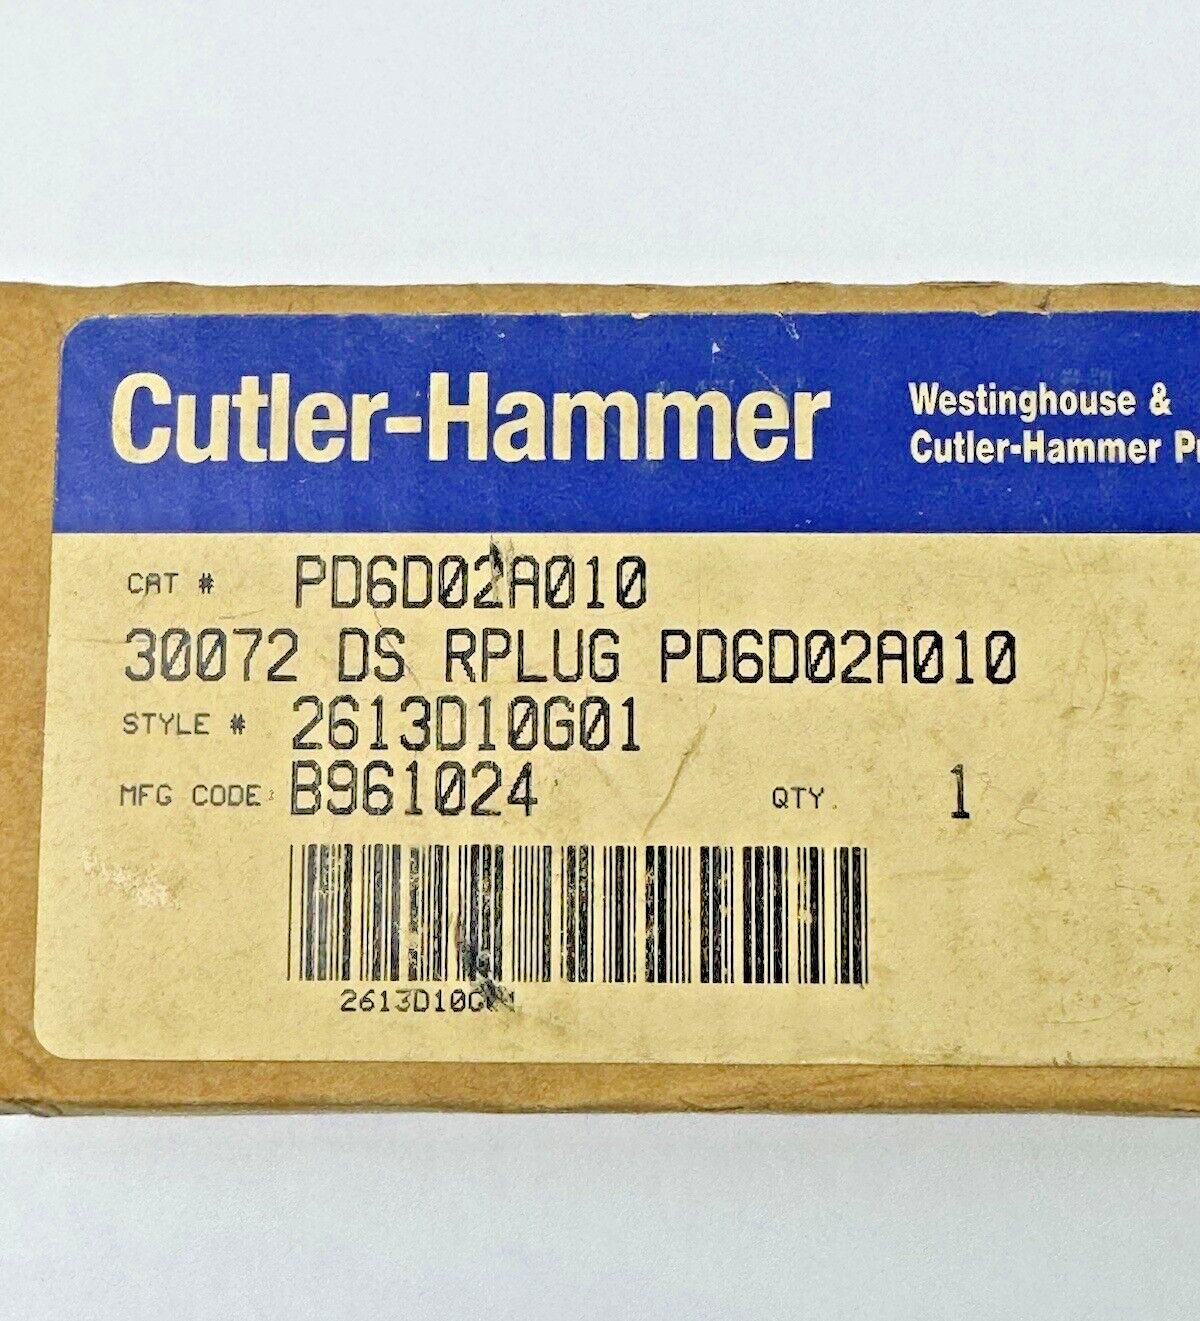 Cutler-Hammer
Westinghouse &
Cutler-Hammer
CAT # PD6D02A010
30072 DS RPLUG PD6D02A010
STYLE # 2613D10G01
MFG CODE B961024 QTY. 1